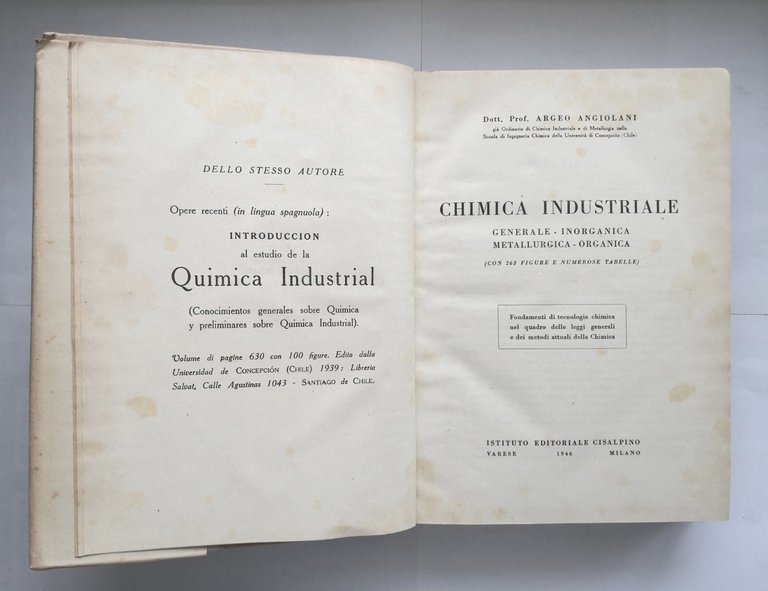 DELLO STESSO AUTORE
Opere recenti (in lingua spagnuola) :
INTRODUCCION
al estudio de la
Quimica Industrial
(Conocimientos generales sobre Quimica
y preliminares sobre Quimica Industrial).
Volume di pagine 630 con 100 figure. Edito dalla
Universidad de CONCEPCIÓN (CHILE) 1939 : Libreria
Salvat, Calle Agustinas 1043 - SANTIAGO de CHILE.
Dott. Prof. ARGEO ANGIOLANI
già Ordinario di Chimica Industriale e di Metallurgia nella
Scuola di Ingegneria Chimica della Università di Concepción (Chile)
CHIMICA INDUSTRIALE
GENERALE - INORGANICA
METALLURGICA - ORGANICA
(CON 263 FIGURE E NUMEROSE TABELLE)
Fondamenti di tecnologia chimica
nel quadro delle leggi generali
e dei metodi attuali della Chimica
ISTITUTO EDITORIALE CISALPINO
VARESE 1946 MILANO